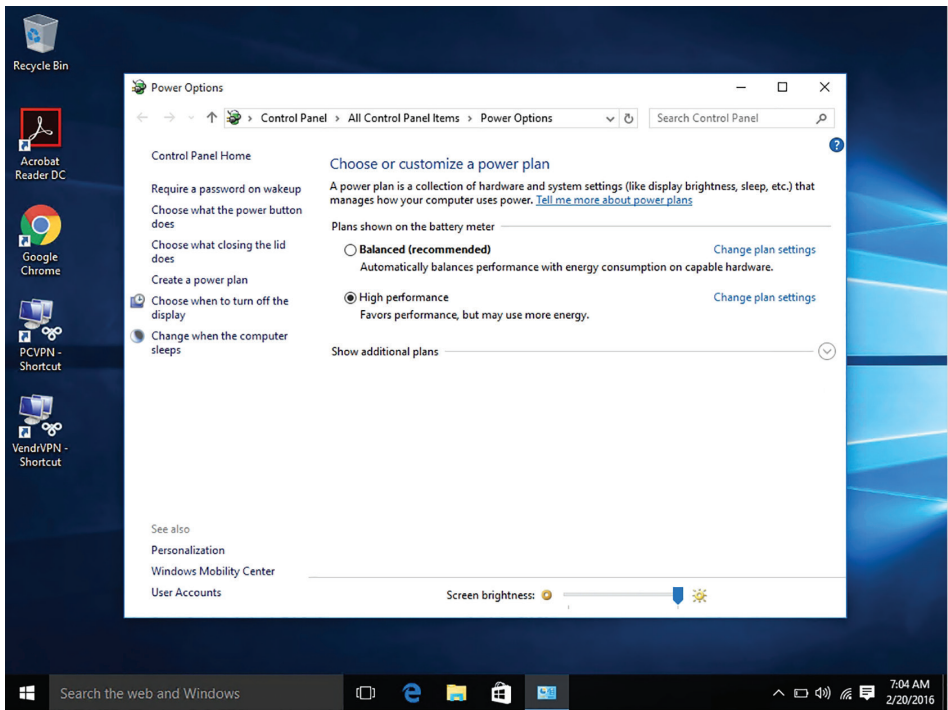 Recycle Bin
Acrobat
Reader DC
Google
Chrome
PCVPN -
Shortcut
VendrVPN -
Shortcut
Power Options
Control Panel > All Control Panel Items > Power Options
Search Control Panel
?
Control Panel Home
Require a password on wakeup
Choose what the power button
does
Choose what closing the lid
does
Create a power plan
Choose when to turn off the
display
Change when the computer
sleeps
See also
Personalization
Windows Mobility Center
User Accounts
Choose or customize a power plan
A power plan is a collection of hardware and system settings (like display brightness, sleep, etc.) that
manages how your computer uses power. Tell me more about power plans
Plans shown on the battery meter
Balanced (recommended) Change plan settings
Automatically balances performance with energy consumption on capable hardware.
High performance Change plan settings
Favors performance, but may use more energy.
Show additional plans
Screen brightness:
Search the web and Windows
7:04 AM
2/20/2016